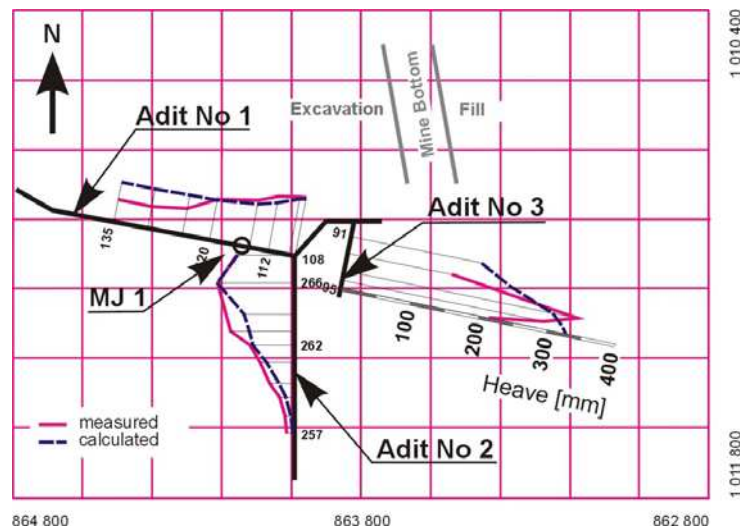 1 010 400
N
Excavation
Mine Bottom
Fill
Adit No 1
Adit No 3
135
20
112
91
108
MJ 1
266
95
100
200
300
400
Heave [mm]
262
measured
calculated
257
Adit No 2
1 011 800
864 800
863 800
862 800